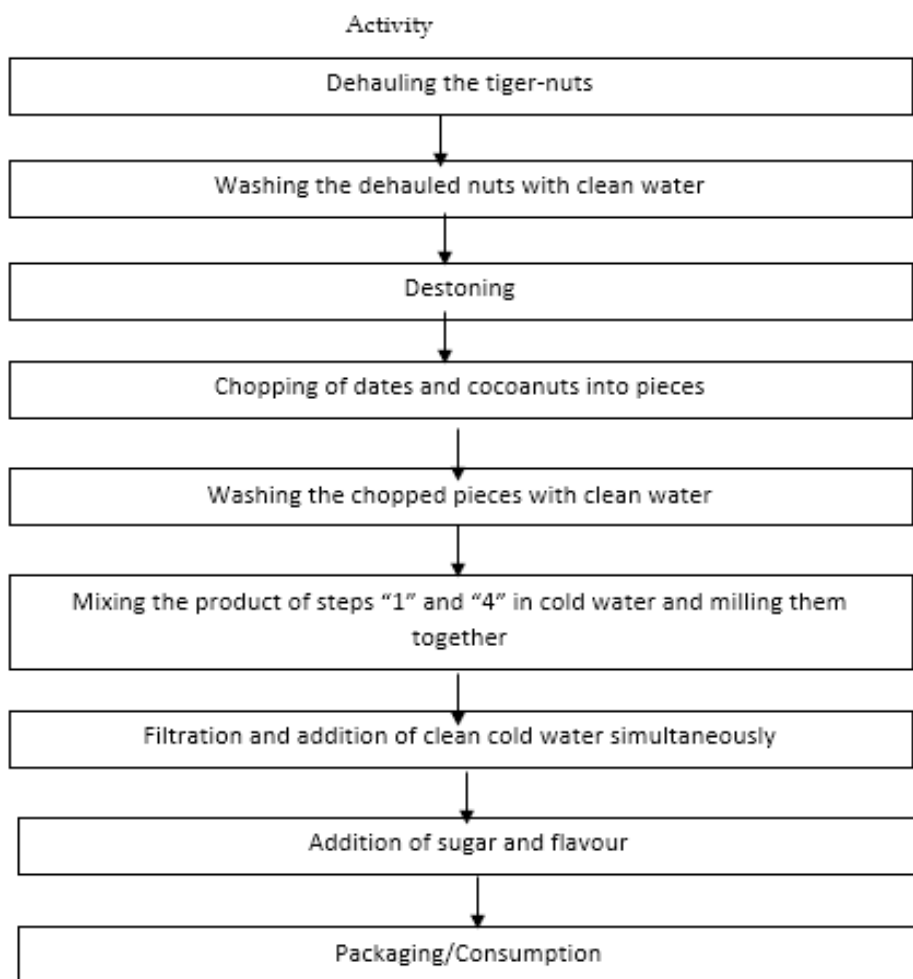 Activity
Dehauling the tiger-nuts
Washing the dehauled nuts with clean water
Destoning
Chopping of dates and cocoanuts into pieces
Washing the chopped pieces with clean water
Mixing the product of steps “1” and “4” in cold water and milling them
together
Filtration and addition of clean cold water simultaneously
Addition of sugar and flavour
Packaging/Consumption